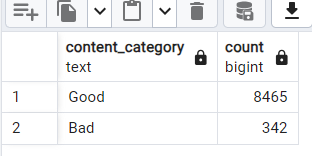 content_category count
text bigint
1 Good 8465
2 Bad 342